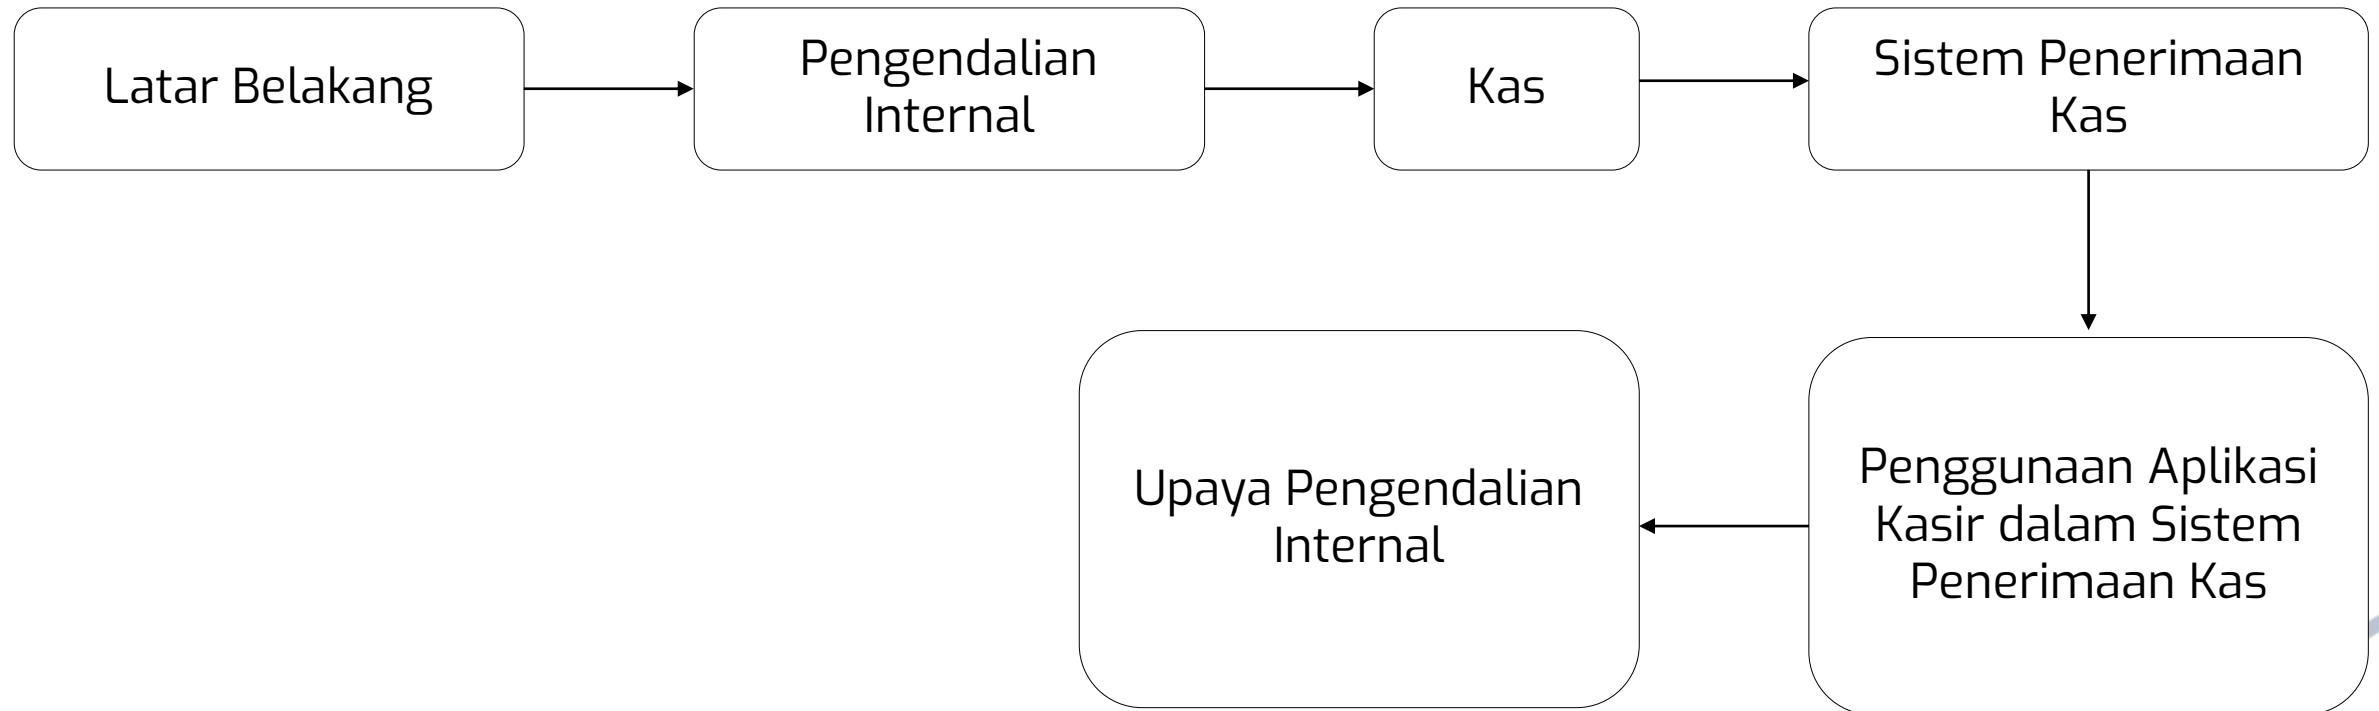 Latar Belakang
Pengendalian
Internal
Kas
Sistem Penerimaan
Kas
Penggunaan Aplikasi
Kasir dalam Sistem
Penerimaan Kas
Upaya Pengendalian
Internal